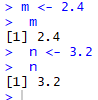 > m <- 2.4
> m
[1] 2.4
> n <- 3.2
> n
[1] 3.2
>